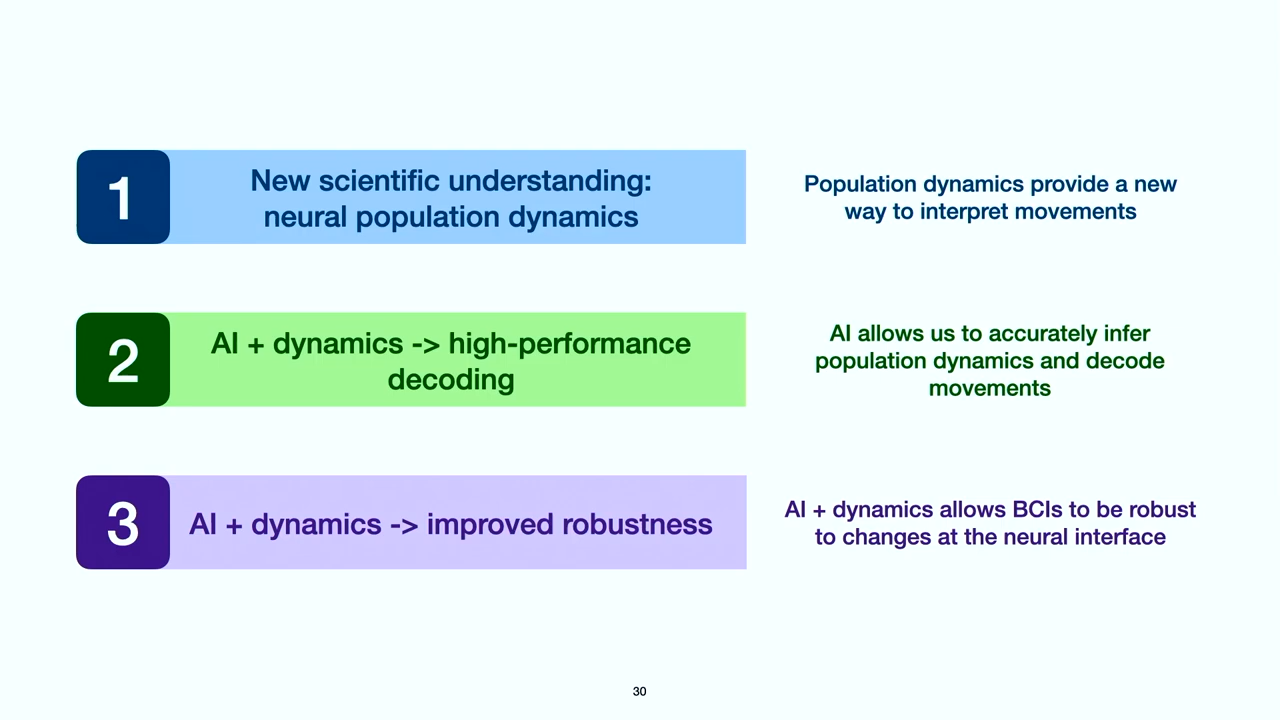 1
New scientific understanding:
neural population dynamics
Population dynamics provide a new
way to interpret movements
2
AI + dynamics -> high-performance
decoding
AI allows us to accurately infer
population dynamics and decode
movements
3
AI + dynamics -> improved robustness
AI + dynamics allows BCIs to be robust
to changes at the neural interface
30